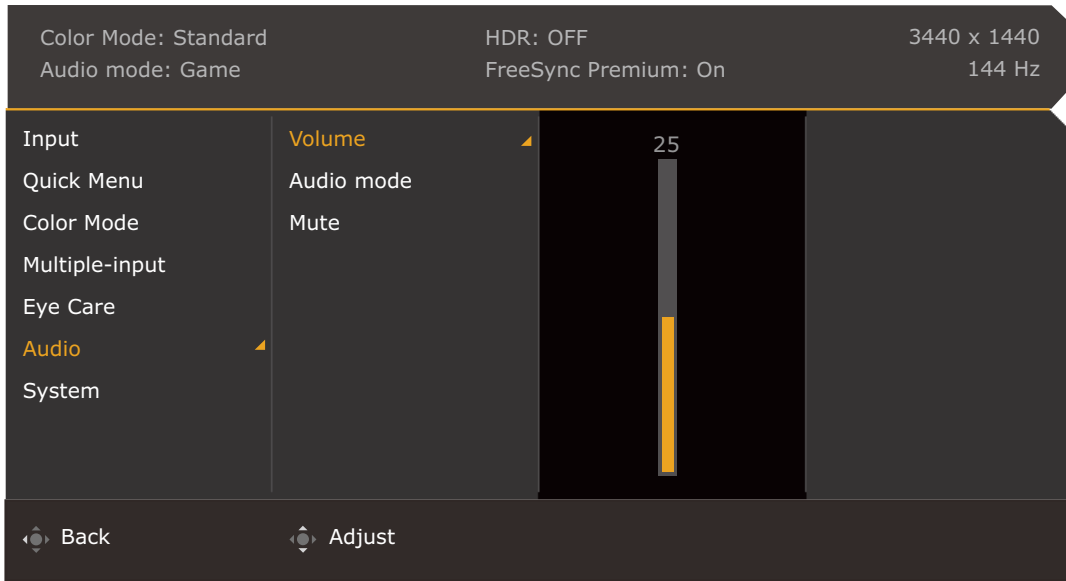 Color Mode: Standard
HDR: OFF
3440 x 1440
Audio mode: Game
FreeSync Premium: On
144 Hz
Input
Quick Menu
Color Mode
Multiple-input
Eye Care
Audio
System
Volume
Audio mode
Mute
25
Back
Adjust